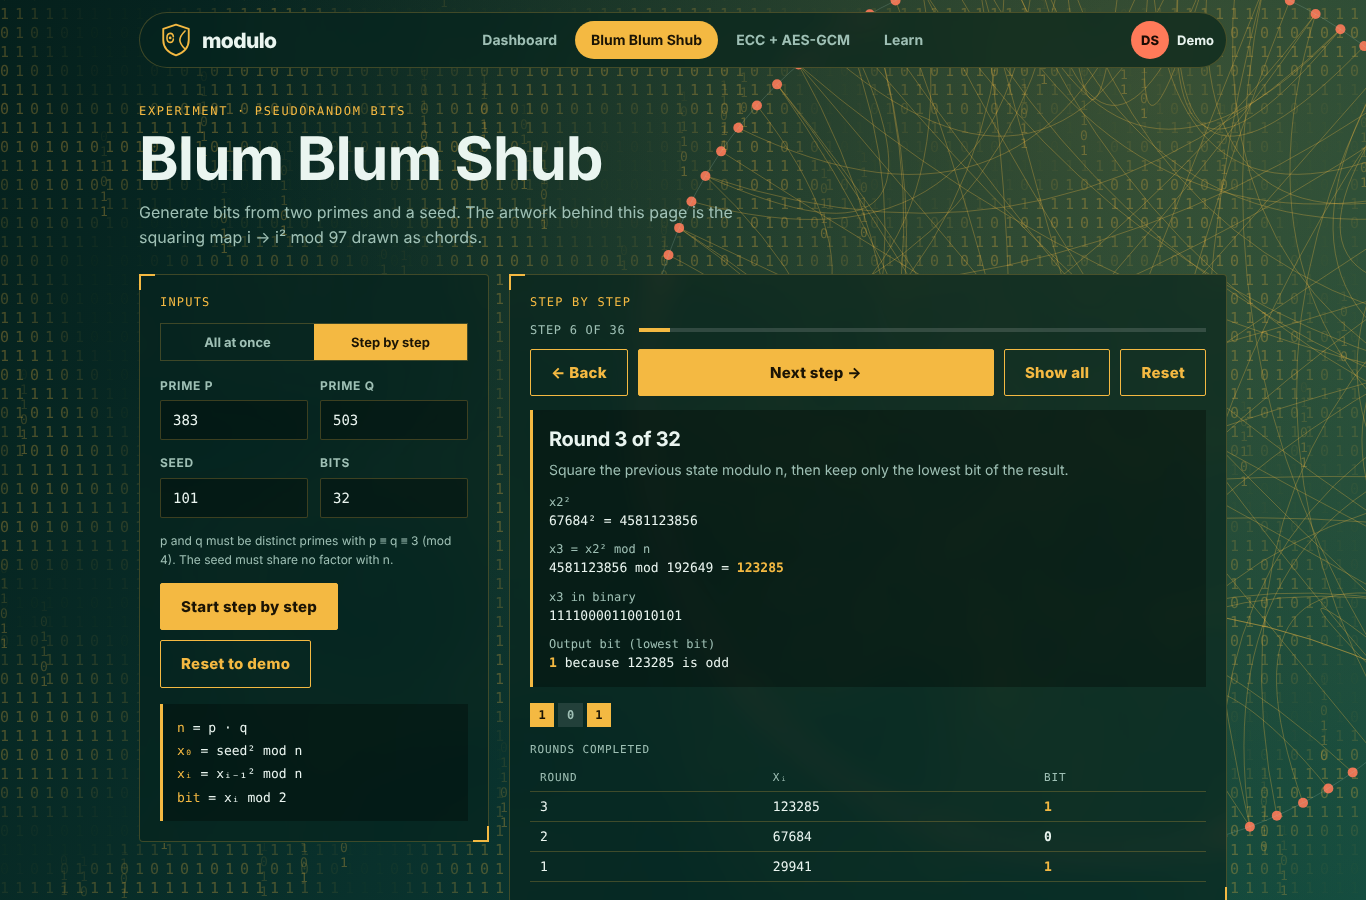 modulo
Dashboard
Blum Blum Shub
ECC + AES-GCM
Learn
DS
Demo
EXPERIMENT · PSEUDORANDOM BITS
Blum Blum Shub
Generate bits from two primes and a seed. The artwork behind this page is the
squaring map i → i² mod 97 drawn as chords.
INPUTS
All at once
Step by step
PRIME P
PRIME Q
383
503
SEED
BITS
101
32
p and q must be distinct primes with p ≡ q ≡ 3 (mod
4). The seed must share no factor with n.
Start step by step
Reset to demo
n = p · q
x₀ = seed² mod n
xᵢ = xᵢ₋₁² mod n
bit = xᵢ mod 2
STEP BY STEP
STEP 6 OF 36
← Back
Next step →
Show all
Reset
Round 3 of 32
Square the previous state modulo n, then keep only the lowest bit of the result.
x2²
67684² = 4581123856
x3 = x2² mod n
4581123856 mod 192649 = 123285
x3 in binary
11110000110010101
Output bit (lowest bit)
1 because 123285 is odd
1 0 1
ROUNDS COMPLETED
ROUND Xᵢ BIT
3 123285 1
2 67684 0
1 29941 1